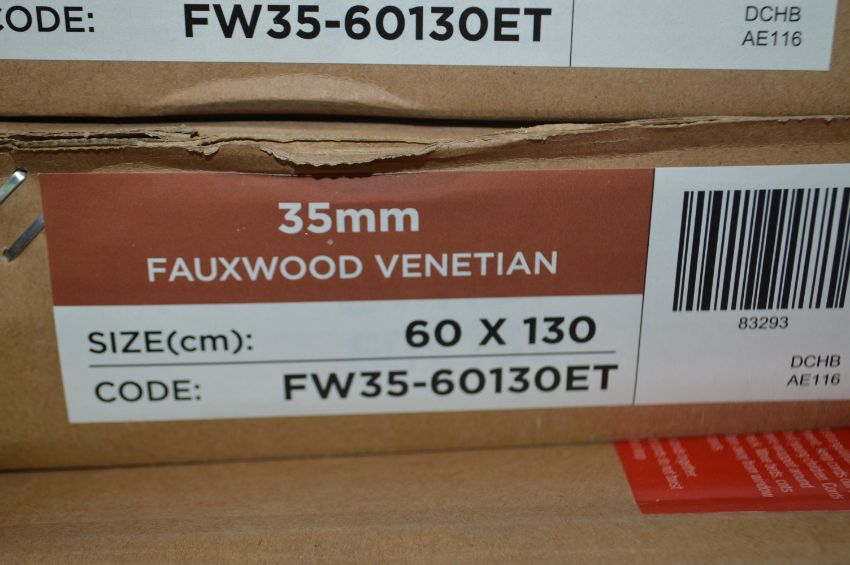 CODE: FW35-60130ET
DCHB
AE116
35mm
FAUXWOOD VENETIAN
SIZE(cm): 60 X 130
CODE: FW35-60130ET
83293
DCHB
AE116